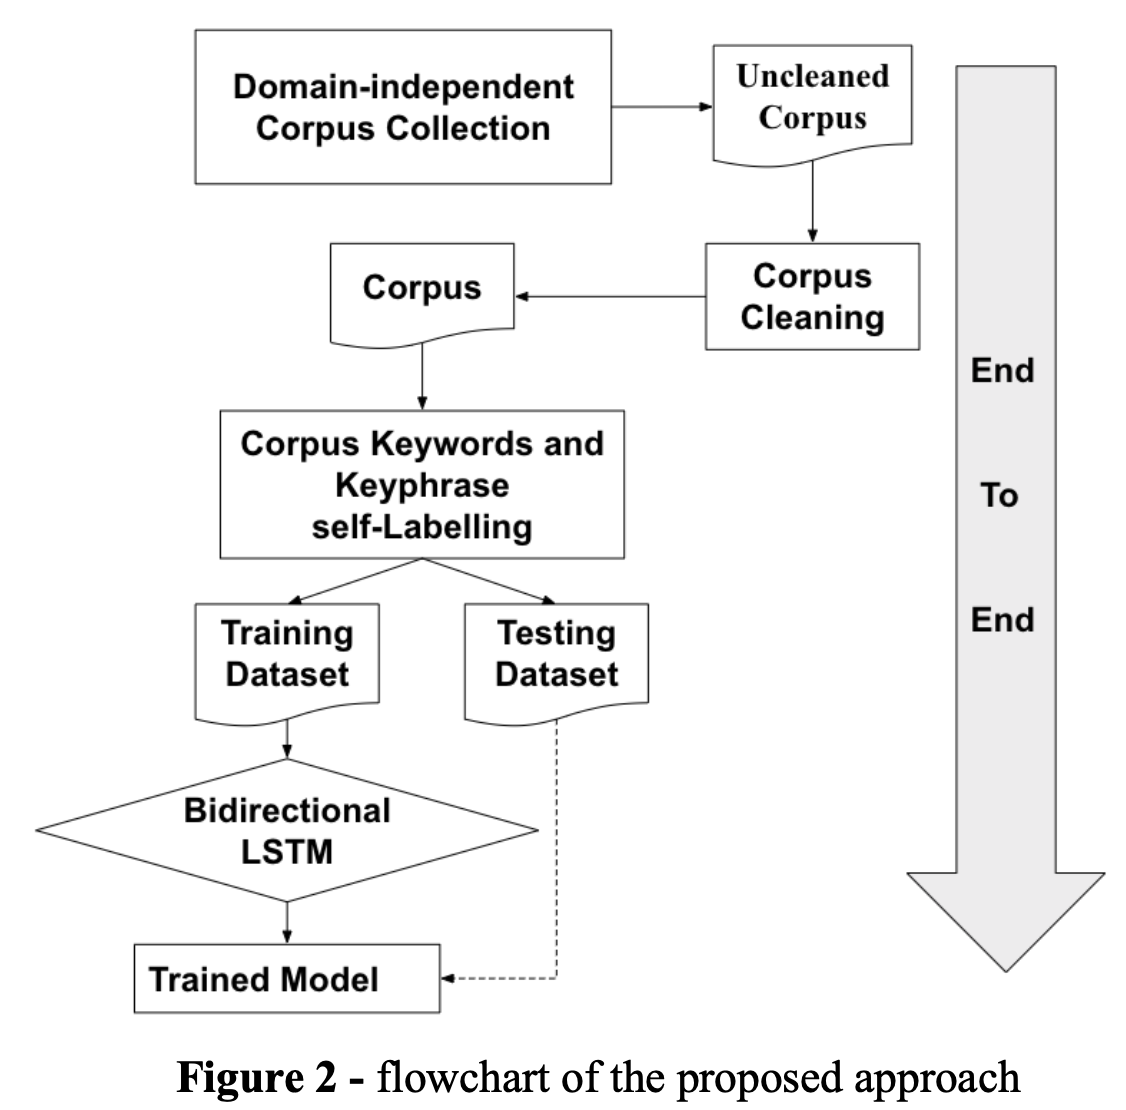 Domain-independent
Corpus Collection
Uncleaned
Corpus
Corpus
Cleaning
Corpus
Corpus Keywords and
Keyphrase
self-Labelling
Training
Dataset
Testing
Dataset
Bidirectional
LSTM
Trained Model
End
To
End
Figure 2 - flowchart of the proposed approach